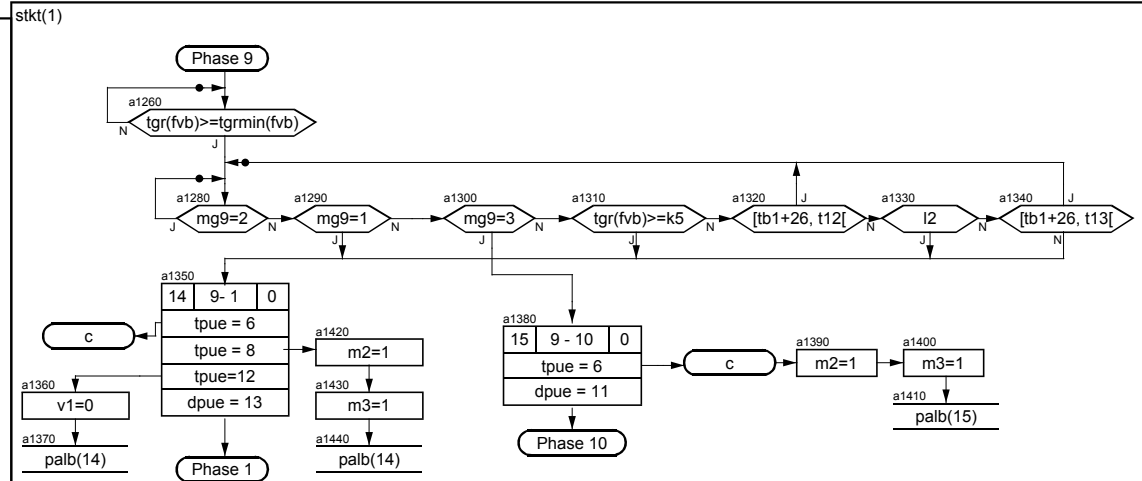 stkt(1)
Phase 9
a1260
tgr(fvb)>=tgrmin(fvb)
N
J
a1280
mg9=2
J
N
a1290
mg9=1
N
J
a1300
mg9=3
N
J
a1310
tgr(fvb)>=k5
N
J
a1320
[tb1+26, t12[
J
N
a1330
l2
N
J
a1340
[tb1+26, t13[
J
N
a1350
14 9- 1 0
tpue = 6
tpue = 8
tpue=12
dpue = 13
c
a1360
v1=0
a1370
palb(14)
Phase 1
a1420
m2=1
a1430
m3=1
a1440
palb(14)
a1380
15 9 - 10 0
tpue = 6
dpue = 11
Phase 10
c
a1390
m2=1
a1400
m3=1
a1410
palb(15)